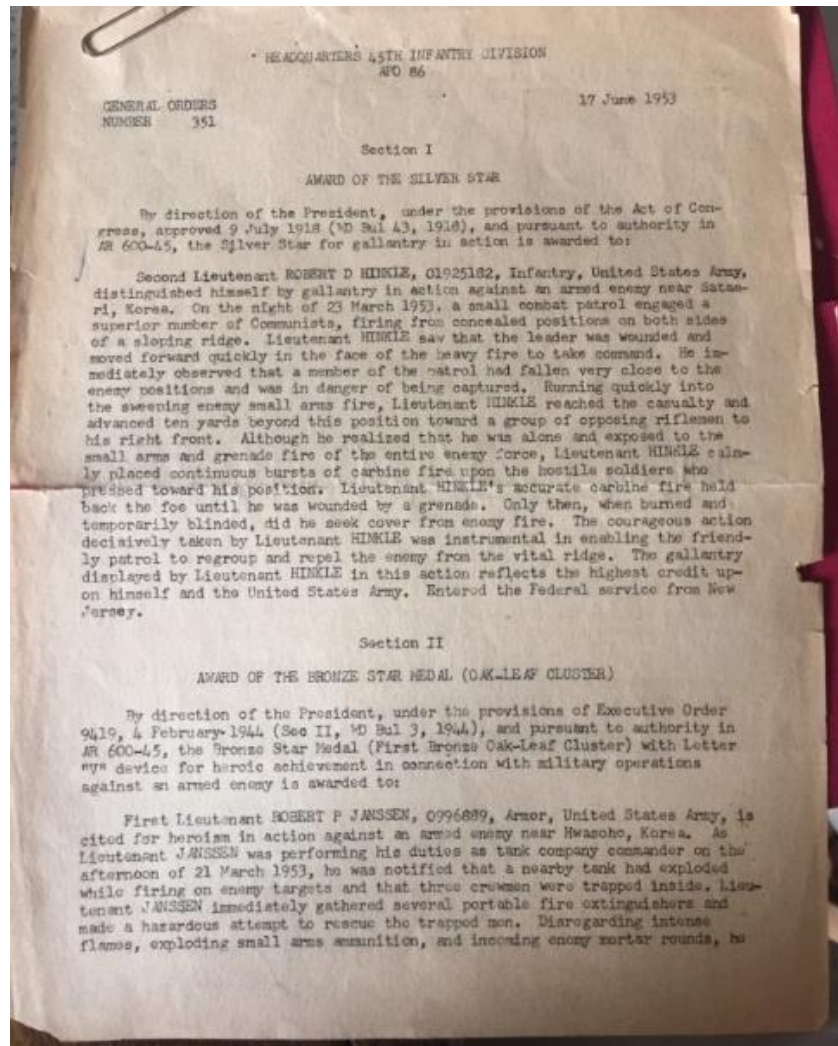 HEADQUARTERS 45TH INFANTRY DIVISION
APO 86
GENERAL ORDERS
17 June 1953
NUMBER 351
Section I
AWARD OF THE SILVER STAR
By direction of the President, under the provisions of the Act of Con-
gress, approved 9 July 1918 (WD Bul 43, 1918), and pursuant to authority in
AR 600-45, the Silver Star for gallantry in action is awarded to:
Second Lieutenant ROBERT D HINKLE, 01925182, Infantry, United States Army,
distinguished himself by gallantry in action against an armed enemy near Satae-
ri, Korea. On the night of 23 March 1953, a small combat patrol engaged a
superior number of Communists, firing from concealed positions on both sides
of a sloping ridge. Lieutenant HINKLE saw that the leader was wounded and
moved forward quickly in the face of the heavy fire to take command. He im-
mediately observed that a member of the patrol had fallen very close to the
enemy positions and was in danger of being captured. Running quickly into
the sweeping enemy small arms fire, Lieutenant HINKLE reached the casualty and
advanced ten yards beyond this position toward a group of opposing riflemen to
his right front. Although he realized that he was alone and exposed to the
small arms and grenade fire of the entire enemy force, Lieutenant HINKLE calm-
ly placed continuous bursts of carbine fire upon the hostile soldiers who
pressed toward his position. Lieutenant HINKLE's accurate carbine fire held
back the foe until he was wounded by a grenade. Only then, when burned and
temporarily blinded, did he seek cover from enemy fire. The courageous action
decisively taken by Lieutenant HINKLE was instrumental in enabling the friend-
ly patrol to regroup and repel the enemy from the vital ridge. The gallantry
displayed by Lieutenant HINKLE in this action reflects the highest credit up-
on himself and the United States Army. Entered the Federal service from New
Jersey.
Section II
AWARD OF THE BRONZE STAR MEDAL (OAK-LEAF CLUSTER)
By direction of the President, under the provisions of Executive Order
9419, 4 February 1944 (Sec II, WD Bul 3, 1944), and pursuant to authority in
AR 600-45, the Bronze Star Medal (First Bronze Oak-Leaf Cluster) with Letter
"V" device for heroic achievement in connection with military operations
against an armed enemy is awarded to:
First Lieutenant ROBERT P JANSSEN, 0996889, Armor, United States Army, is
cited for heroism in action against an armed enemy near Hwasoho, Korea. As
Lieutenant JANSSEN was performing his duties as tank company commander on the
afternoon of 21 March 1953, he was notified that a nearby tank had exploded
while firing on enemy targets and that three crewmen were trapped inside. Lieu-
tenant JANSSEN immediately gathered several portable fire extinguishers and
made a hazardous attempt to rescue the trapped men. Disregarding intense
flames, exploding small arms ammunition, and incoming enemy mortar rounds, he